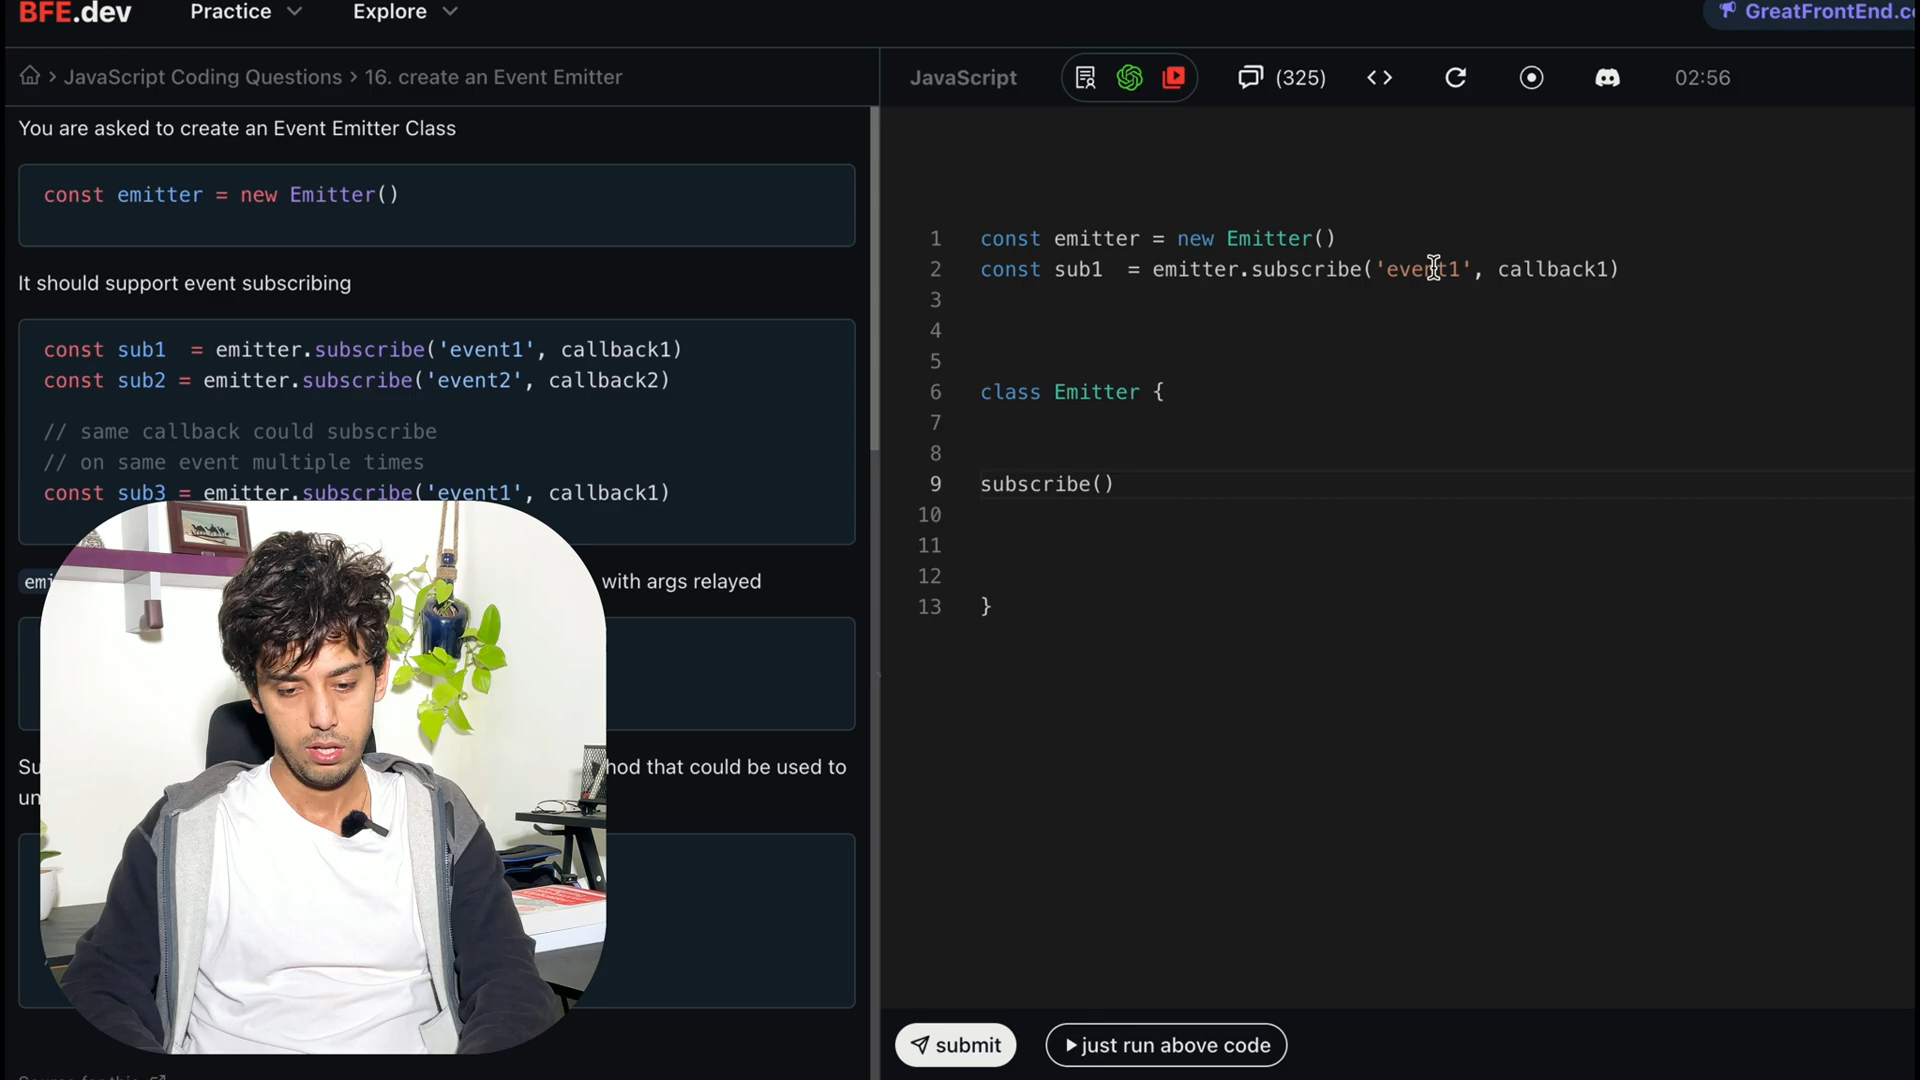 BFE.dev
Practice
Explore
GreatFrontEnd.c
JavaScript Coding Questions > 16. create an Event Emitter
JavaScript
(325)
02:56
You are asked to create an Event Emitter Class
const emitter = new Emitter()
It should support event subscribing
const sub1  = emitter.subscribe('event1', callback1)
const sub2 = emitter.subscribe('event2', callback2)
// same callback could subscribe
// on same event multiple times
const sub3 = emitter.subscribe('event1', callback1)
emi
with args relayed
Su
hod that could be used to
un
1 const emitter = new Emitter()
2 const sub1  = emitter.subscribe('event1', callback1)
3
4
5
6 class Emitter {
7
8
9 subscribe()
10
11
12
13 }
submit
just run above code